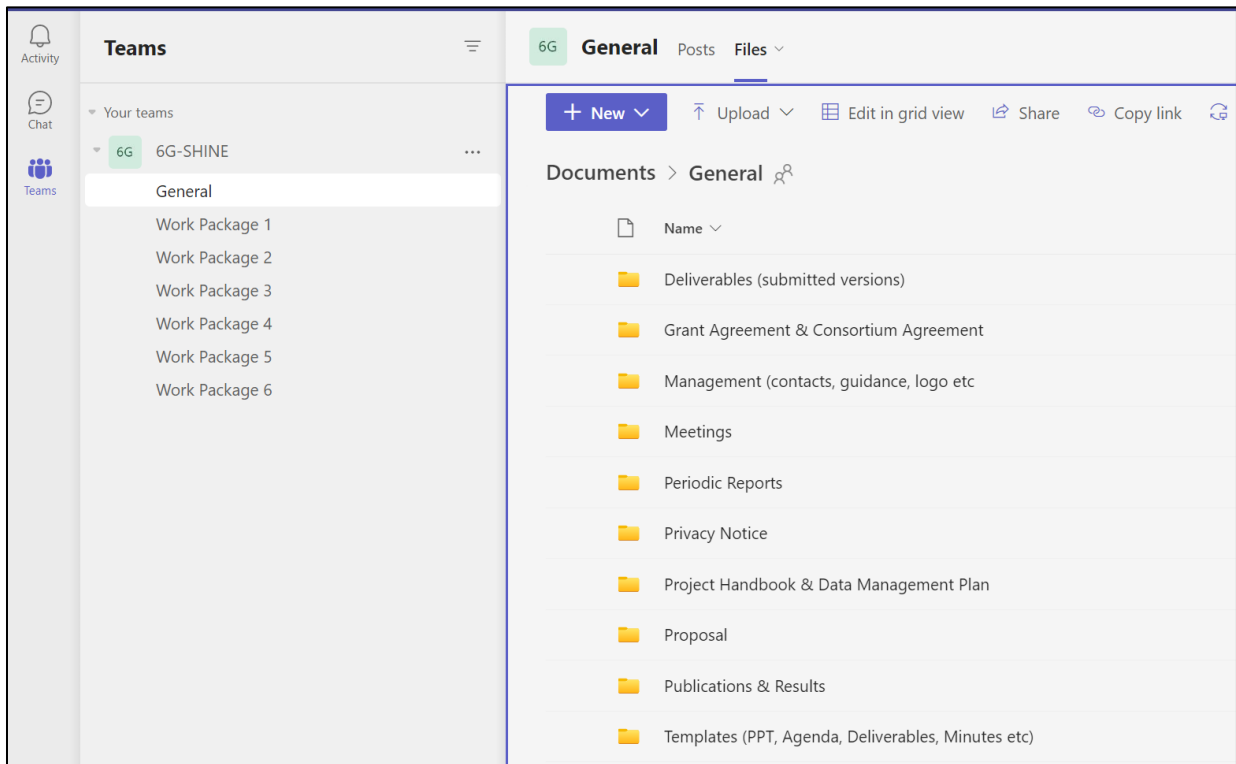 Activity
Chat
Teams
Teams
Your teams
6G 6G-SHINE ...
General
Work Package 1
Work Package 2
Work Package 3
Work Package 4
Work Package 5
Work Package 6
6G General Posts Files
+ New Upload Edit in grid view Share Copy link
Documents > General
Name
Deliverables (submitted versions)
Grant Agreement & Consortium Agreement
Management (contacts, guidance, logo etc
Meetings
Periodic Reports
Privacy Notice
Project Handbook & Data Management Plan
Proposal
Publications & Results
Templates (PPT, Agenda, Deliverables, Minutes etc)